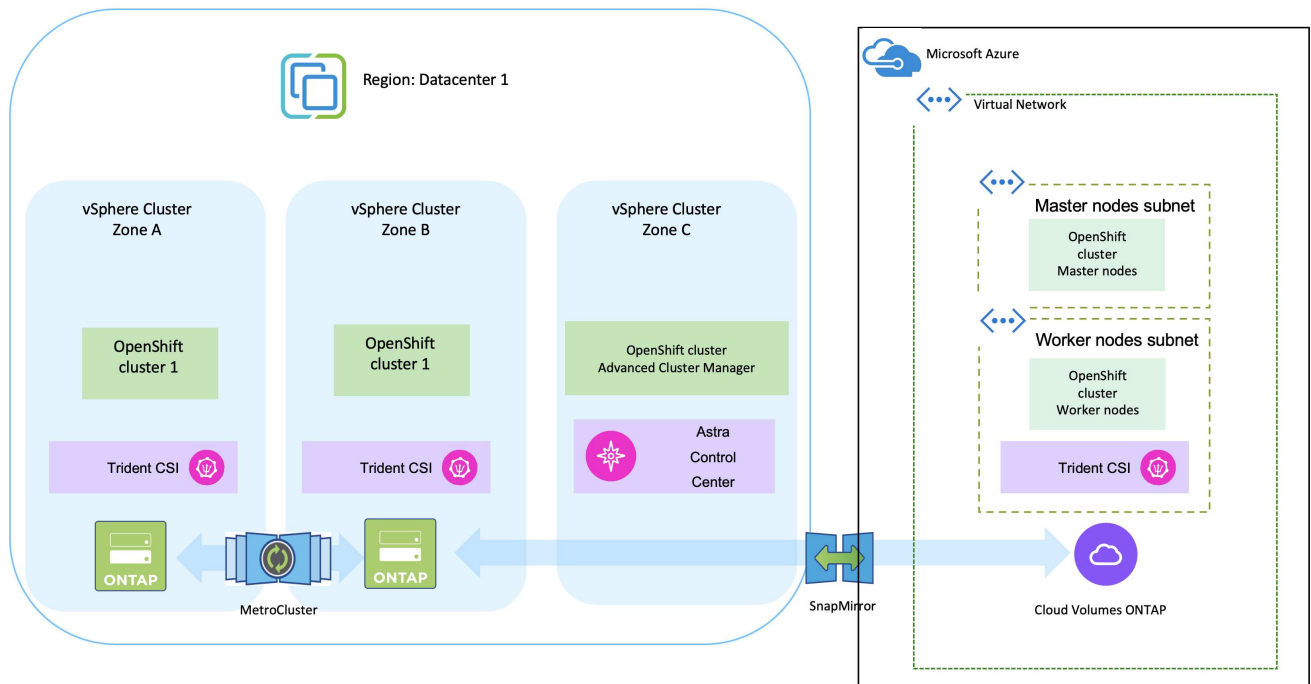 Region: Datacenter 1
vSphere Cluster
Zone A
OpenShift
cluster 1
Trident CSI
ONTAP
MetroCluster
vSphere Cluster
Zone B
OpenShift
cluster 1
Trident CSI
ONTAP
vSphere Cluster
Zone C
OpenShift cluster
Advanced Cluster Manager
Astra
Control
Center
SnapMirror
Microsoft Azure
Virtual Network
Master nodes subnet
OpenShift
cluster
Master nodes
Worker nodes subnet
OpenShift
cluster
Worker nodes
Trident CSI
Cloud Volumes ONTAP